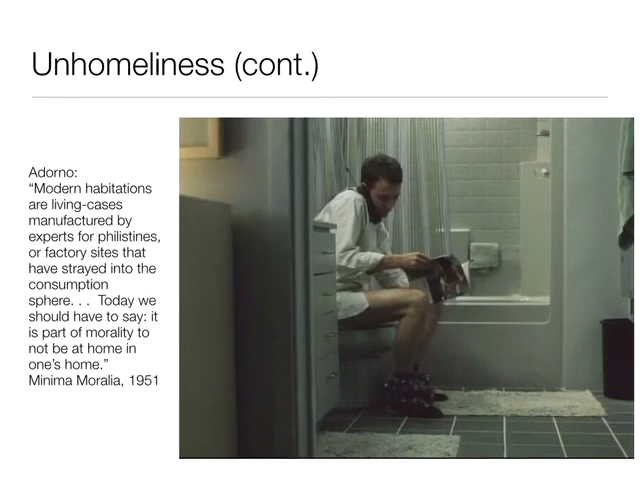 Unhomeliness (cont.)
Adorno:
“Modern habitations
are living-cases
manufactured by
experts for philistines,
or factory sites that
have strayed into the
consumption
sphere. . .  Today we
should have to say: it
is part of morality to
not be at home in
one’s home.”
Minima Moralia, 1951